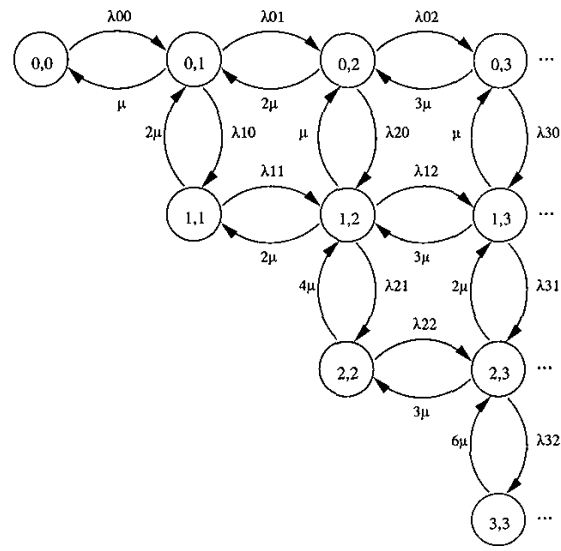 λ00 λ01 λ02
0,0 0,1 0,2 0,3 ...
μ 2μ 3μ
2μ λ10 μ λ20 μ λ30
λ11 λ12
1,1 1,2 1,3 ...
2μ 3μ
4μ λ21 2μ λ31
λ22
2,2 2,3 ...
3μ
6μ λ32
3,3 ...